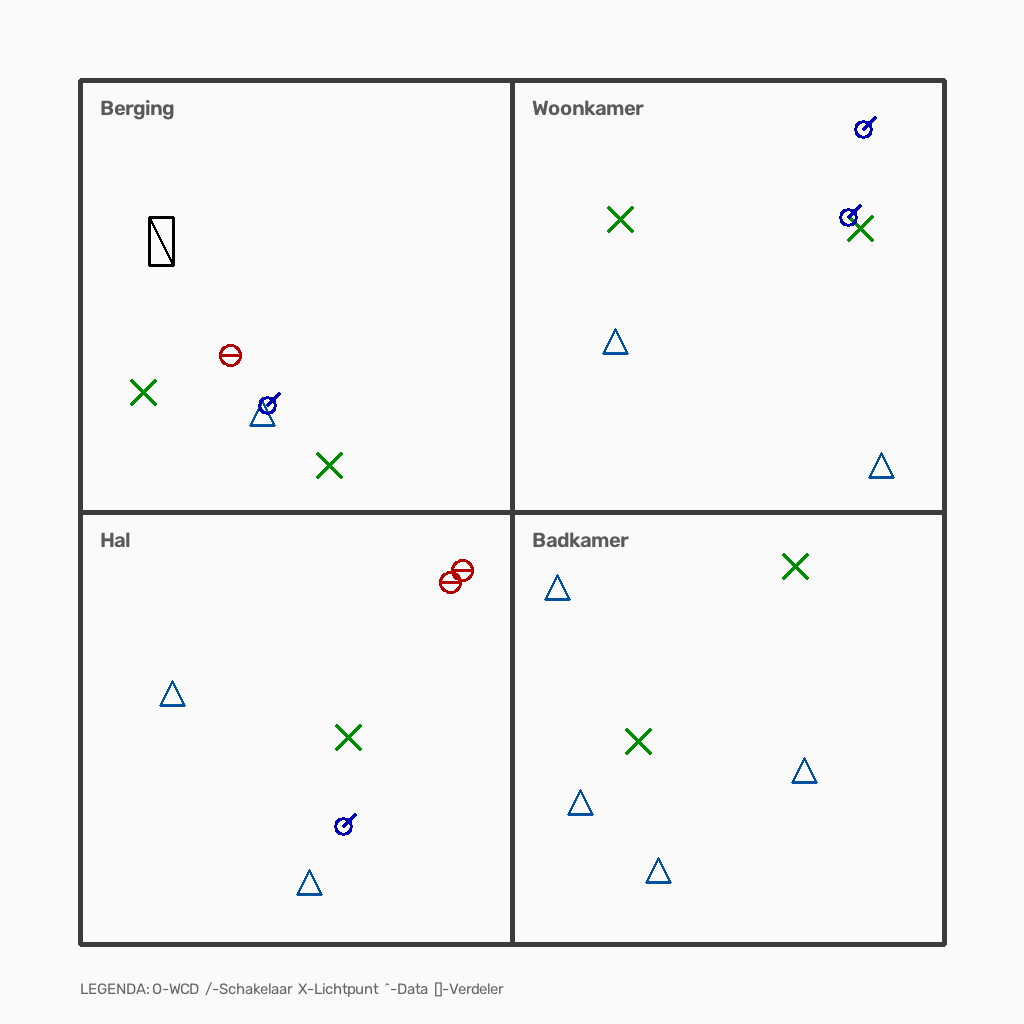 Berging
Woonkamer
Hal
Badkamer
LEGENDA: O-WCD /-Schakelaar X-Lichtpunt ^-Data []-Verdeler